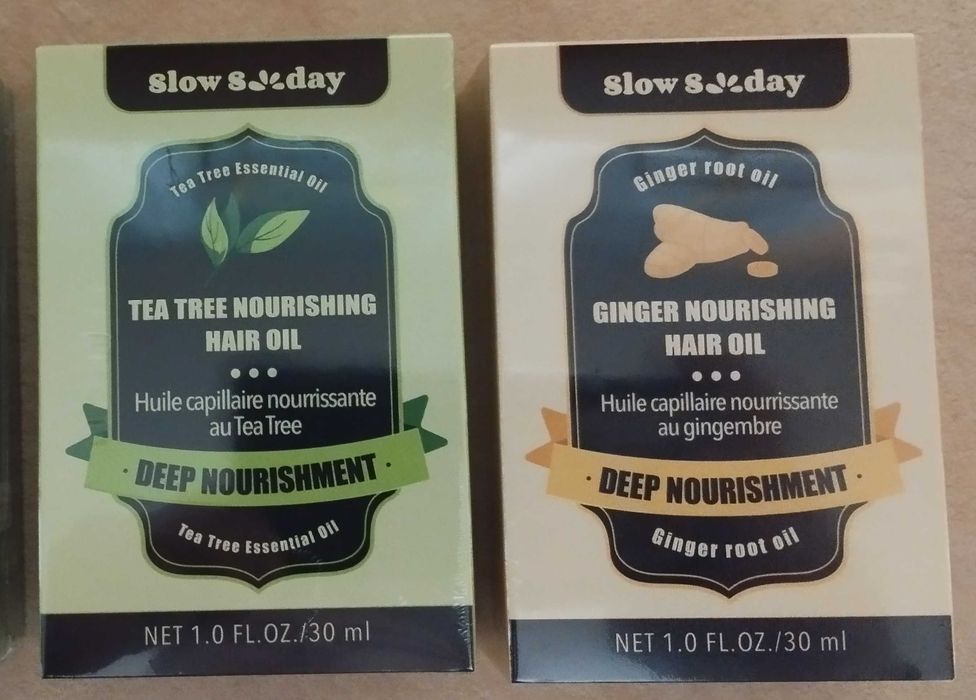 slow S day
Tea Tree Essential Oil
TEA TREE NOURISHING
HAIR OIL
Huile capillaire nourrissante
au Tea Tree
· DEEP NOURISHMENT ·
Tea Tree Essential Oil
NET 1.0 FL.OZ./30 ml
slow S day
Ginger root oil
GINGER NOURISHING
HAIR OIL
Huile capillaire nourrissante
au gingembre
· DEEP NOURISHMENT ·
Ginger root oil
NET 1.0 FL.OZ./30 ml